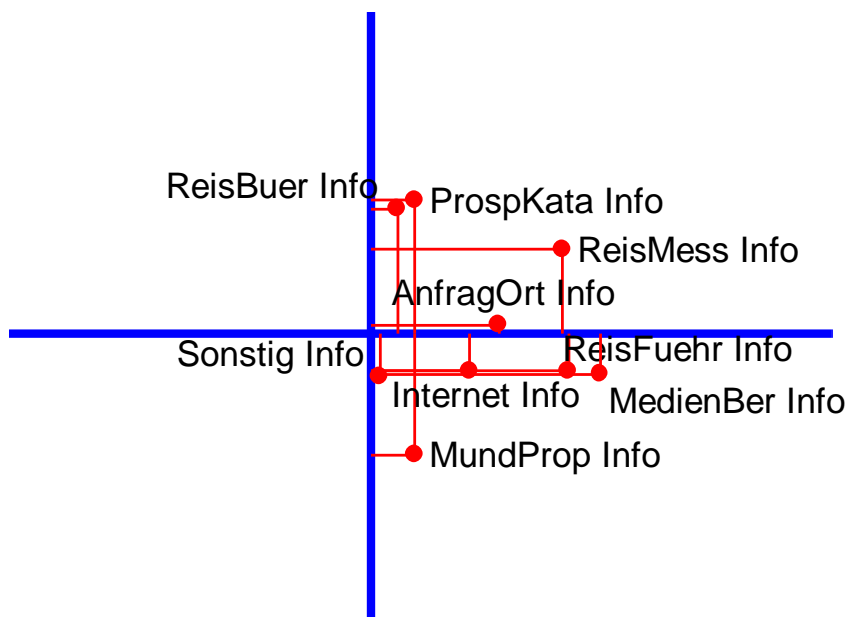 ReisBuer Info
ProspKata Info
ReisMess Info
AnfragOrt Info
Sonstig Info
ReisFuehr Info
Internet Info
MedienBer Info
MundProp Info